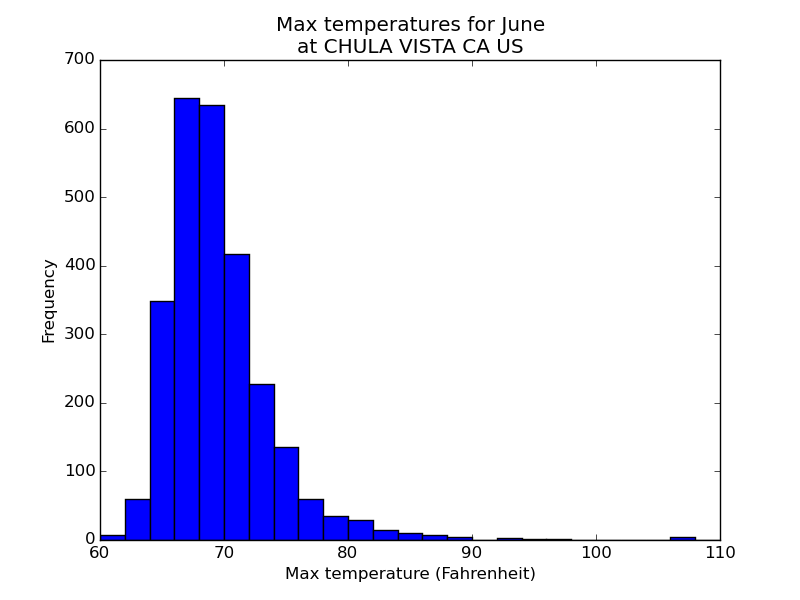 Max temperatures for June
at CHULA VISTA CA US
700
600
500
400
300
200
100
0
Frequency
60 70 80 90 100 110
Max temperature (Fahrenheit)